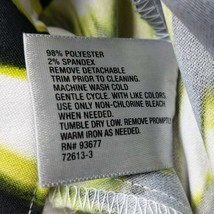 98% POLYESTER
2% SPANDEX
REMOVE DETACHABLE
TRIM PRIOR TO CLEANING.
MACHINE WASH COLD
GENTLE CYCLE. WITH LIKE COLORS.
USE ONLY NON-CHLORINE BLEACH
WHEN NEEDED.
TUMBLE DRY LOW. REMOVE PROMPTLY
WARM IRON AS NEEDED.
RN# 93677
72613-3